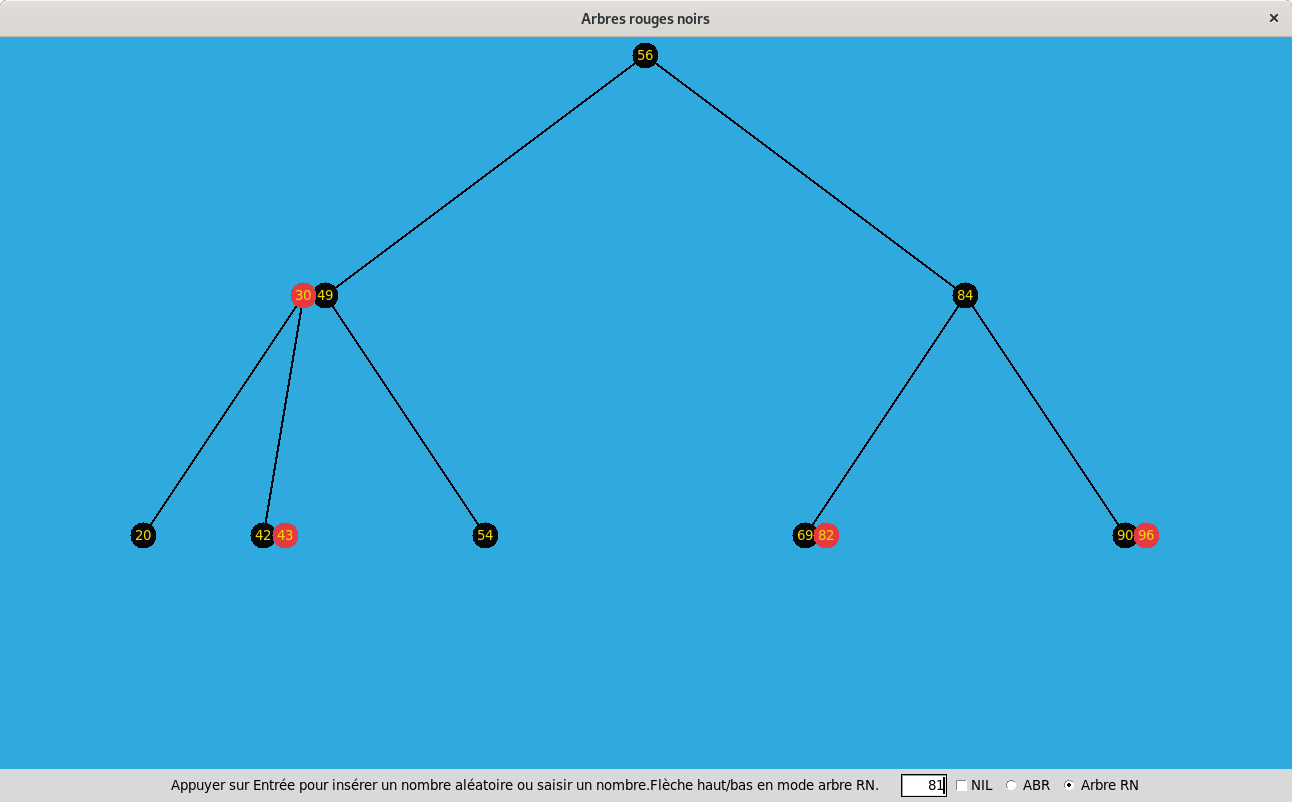 Arbres rouges noirs
56
30 49 84
20 42 43 54 69 82 90 96
Appuyer sur Entrée pour insérer un nombre aléatoire ou saisir un nombre.Flèche haut/bas en mode arbre RN. 81 NIL ABR Arbre RN